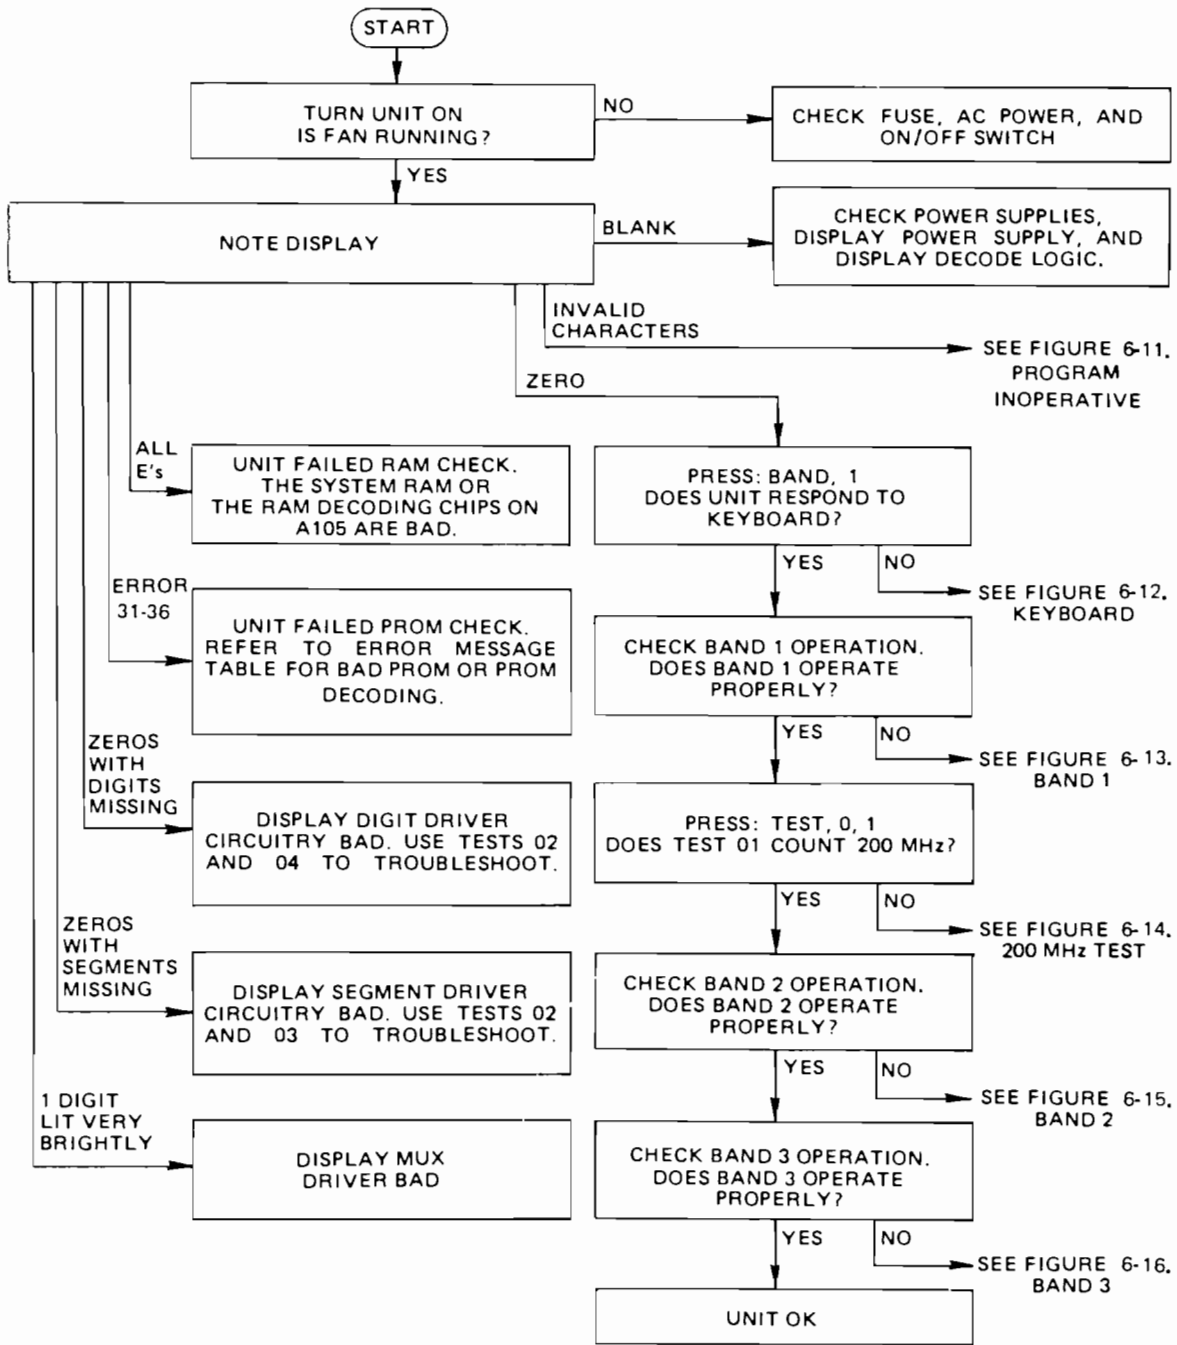 START
TURN UNIT ON
IS FAN RUNNING?
NO
CHECK FUSE, AC POWER, AND
ON/OFF SWITCH
YES
NOTE DISPLAY
BLANK
CHECK POWER SUPPLIES,
DISPLAY POWER SUPPLY, AND
DISPLAY DECODE LOGIC.
INVALID
CHARACTERS
SEE FIGURE 6-11.
PROGRAM
INOPERATIVE
ZERO
ALL
E's
UNIT FAILED RAM CHECK.
THE SYSTEM RAM OR
THE RAM DECODING CHIPS ON
A105 ARE BAD.
ERROR
31-36
UNIT FAILED PROM CHECK.
REFER TO ERROR MESSAGE
TABLE FOR BAD PROM OR PROM
DECODING.
ZEROS
WITH
DIGITS
MISSING
DISPLAY DIGIT DRIVER
CIRCUITRY BAD. USE TESTS 02
AND 04 TO TROUBLESHOOT.
ZEROS
WITH
SEGMENTS
MISSING
DISPLAY SEGMENT DRIVER
CIRCUITRY BAD. USE TESTS 02
AND 03 TO TROUBLESHOOT.
1 DIGIT
LIT VERY
BRIGHTLY
DISPLAY MUX
DRIVER BAD
PRESS: BAND, 1
DOES UNIT RESPOND TO
KEYBOARD?
YES
NO
SEE FIGURE 6-12.
KEYBOARD
CHECK BAND 1 OPERATION.
DOES BAND 1 OPERATE
PROPERLY?
YES
NO
SEE FIGURE 6-13.
BAND 1
PRESS: TEST, 0, 1
DOES TEST 01 COUNT 200 MHz?
YES
NO
SEE FIGURE 6-14.
200 MHz TEST
CHECK BAND 2 OPERATION.
DOES BAND 2 OPERATE
PROPERLY?
YES
NO
SEE FIGURE 6-15.
BAND 2
CHECK BAND 3 OPERATION.
DOES BAND 3 OPERATE
PROPERLY?
YES
NO
SEE FIGURE 6-16.
BAND 3
UNIT OK